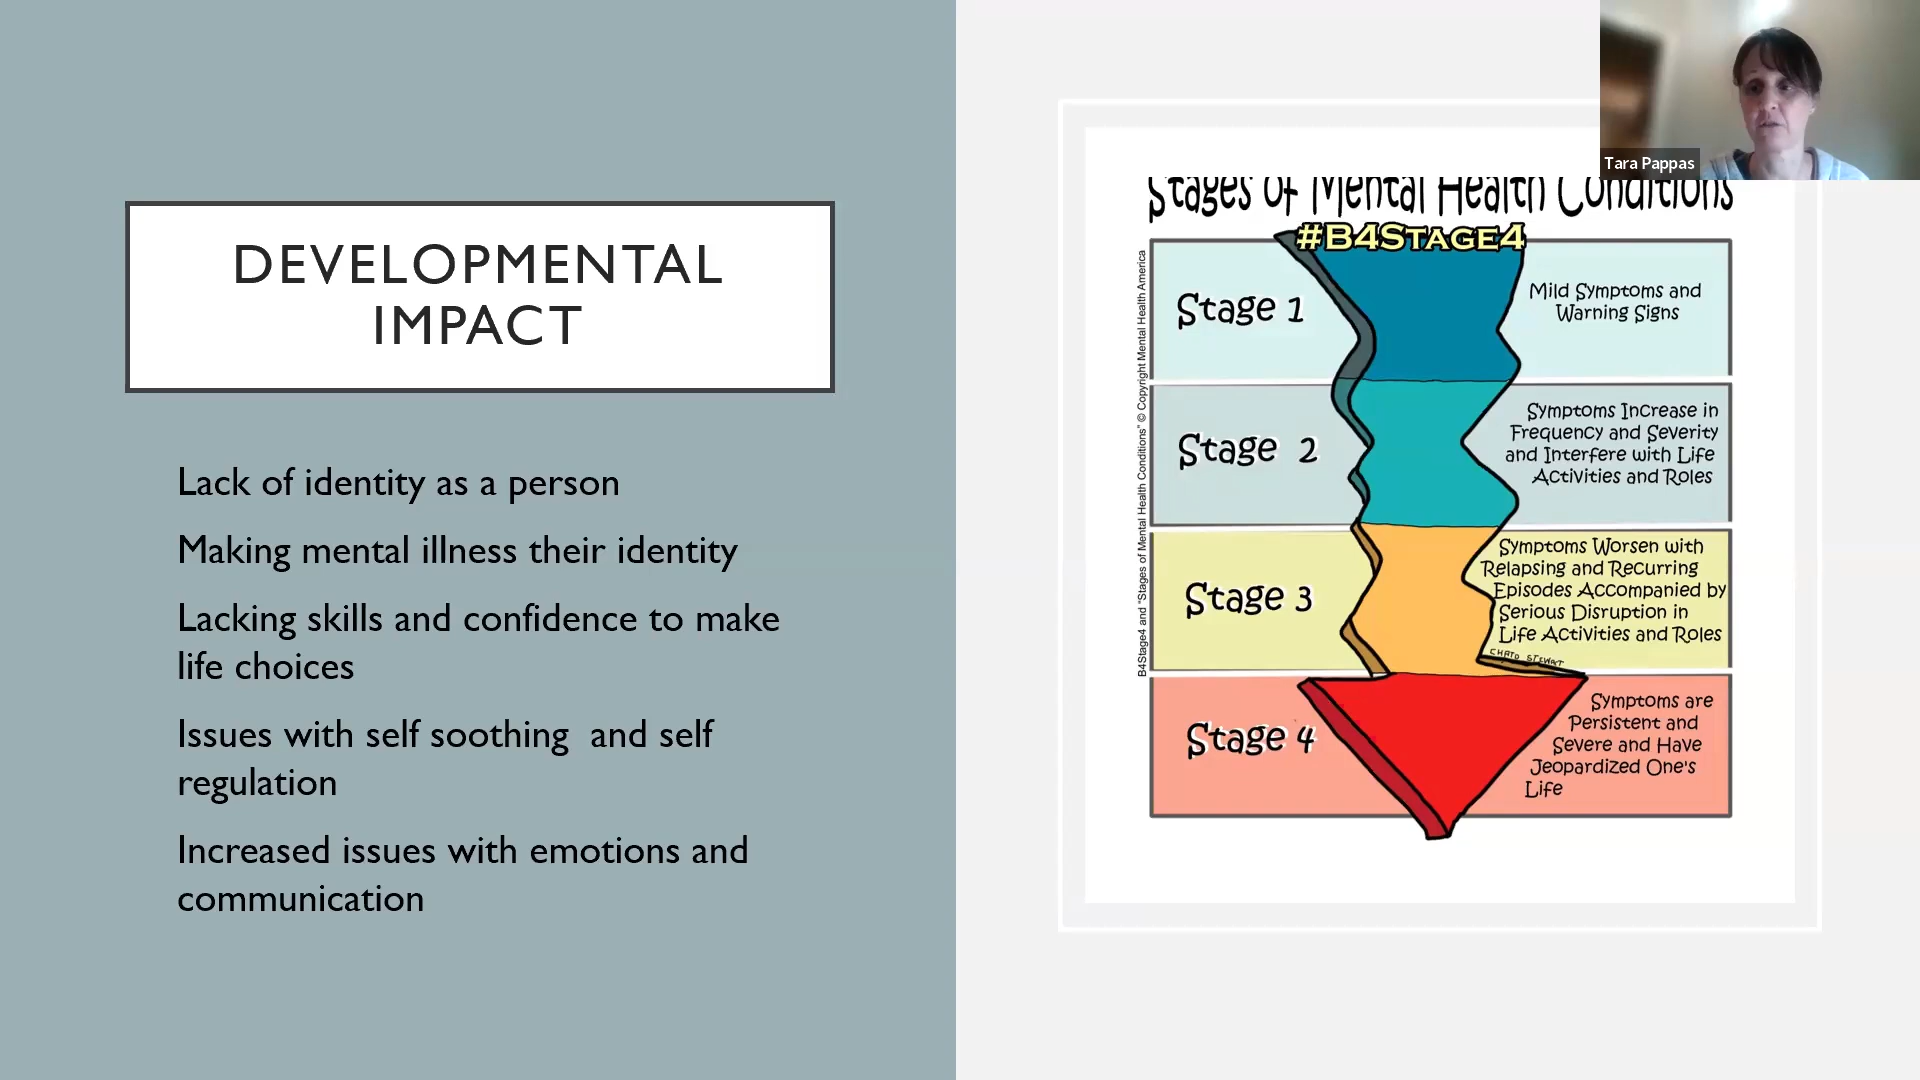 DEVELOPMENTAL
IMPACT
Lack of identity as a person
Making mental illness their identity
Lacking skills and confidence to make
life choices
Issues with self soothing  and self
regulation
Increased issues with emotions and
communication
Tara Pappas
Stages of Mental Health Conditions
#B4STAGE4
B4Stage4 and "Stages of Mental Health Conditions" © Copyright Mental Health America
Stage 1
Mild Symptoms and
Warning Signs
Stage 2
Symptoms Increase in
Frequency and Severity
and Interfere with Life
Activities and Roles
Stage 3
Symptoms Worsen with
Relapsing and Recurring
Episodes Accompanied by
Serious Disruption in
Life Activities and Roles
CHATO STEWART
Stage 4
Symptoms are
Persistent and
Severe and Have
Jeopardized One's
Life